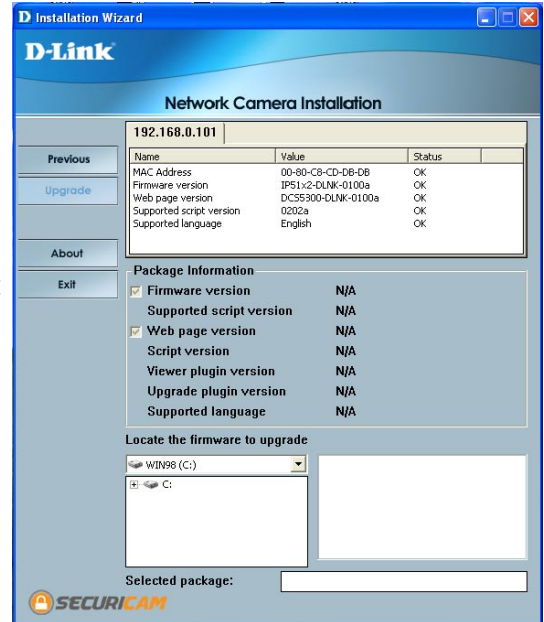 D Installation Wizard
D-Link
Network Camera Installation
192.168.0.101
Previous
Upgrade
About
Exit
Name Value Status
MAC Address 00-80-C8-CD-DB-DB OK
Firmware version IP51x2-DLNK-0100a OK
Web page version DCS5300-DLNK-0100a OK
Supported script version 0202a OK
Supported language English OK
Package Information
Firmware version N/A
Supported script version N/A
Web page version N/A
Script version N/A
Viewer plugin version N/A
Upgrade plugin version N/A
Supported language N/A
Locate the firmware to upgrade
WIN98 (C:)
C:
Selected package:
SECURICAM